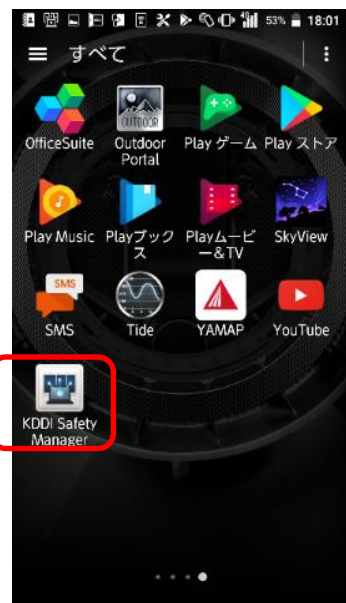 53% 18:01
すべて
OfficeSuite
Outdoor
Portal
Play ゲーム
Play ストア
OUTDOOR
Play Music
Playブック
ス
Playムービ
ー&TV
SkyView
SMS
SMS
Tide
YAMAP
YouTube
KDDI Safety
Manager